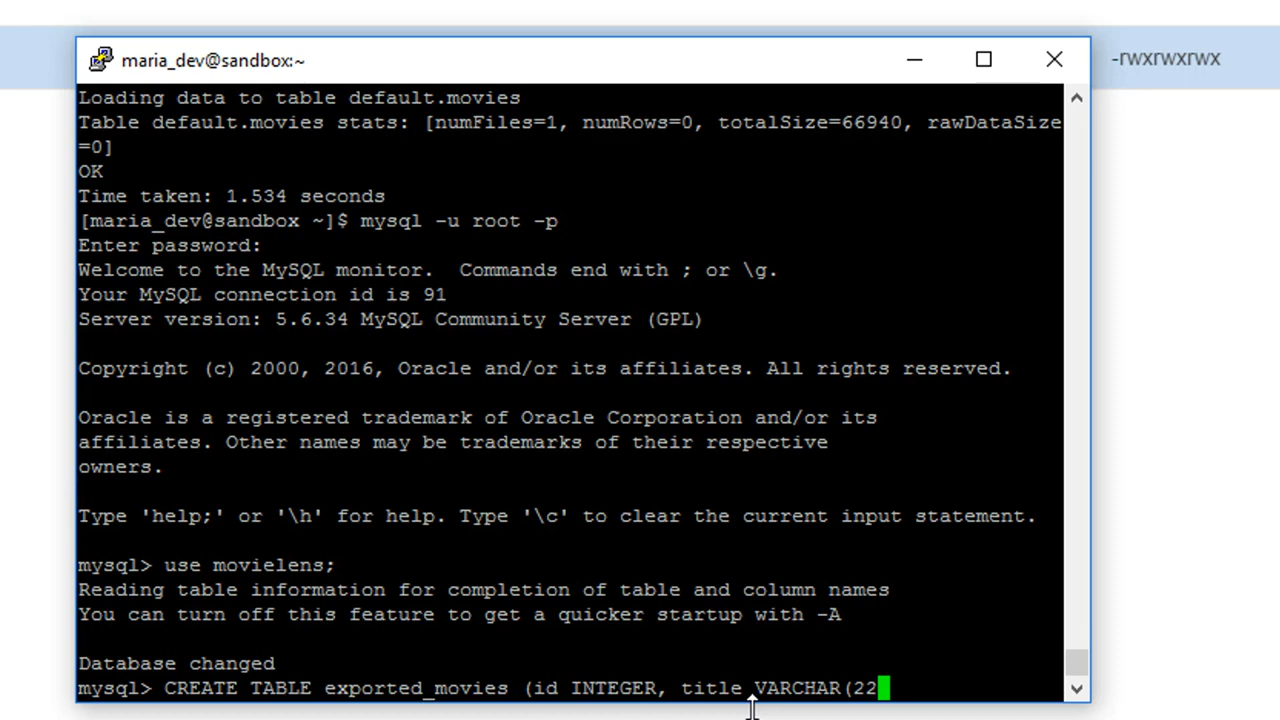 maria_dev@sandbox:~
-rwxrwxrwx
Loading data to table default.movies
Table default.movies stats: [numFiles=1, numRows=0, totalSize=66940, rawDataSize
=0]
OK
Time taken: 1.534 seconds
[maria_dev@sandbox ~]$ mysql -u root -p
Enter password:
Welcome to the MySQL monitor.  Commands end with ; or \g.
Your MySQL connection id is 91
Server version: 5.6.34 MySQL Community Server (GPL)
Copyright (c) 2000, 2016, Oracle and/or its affiliates. All rights reserved.
Oracle is a registered trademark of Oracle Corporation and/or its
affiliates. Other names may be trademarks of their respective
owners.
Type 'help;' or '\h' for help. Type '\c' to clear the current input statement.
mysql> use movielens;
Reading table information for completion of table and column names
You can turn off this feature to get a quicker startup with -A
Database changed
mysql> CREATE TABLE exported_movies (id INTEGER, title VARCHAR(22